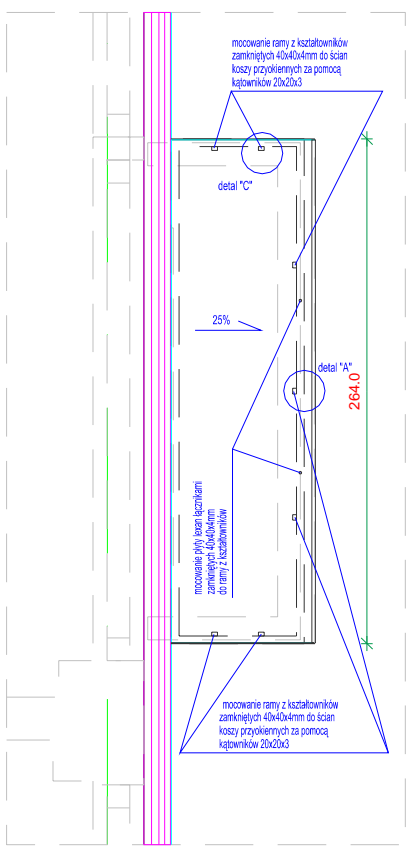 mocowanie ramy z kształtowników
zamkniętych 40x40x4mm do ścian
koszy przyokiennych za pomocą
kątowników 20x20x3
detal "C"
25%
detal "A"
264.0
mocowanie płyty lexan łącznikami
zamkniętych 40x40x4mm
do ramy z kształtowników
mocowanie ramy z kształtowników
zamkniętych 40x40x4mm do ścian
koszy przyokiennych za pomocą
kątowników 20x20x3